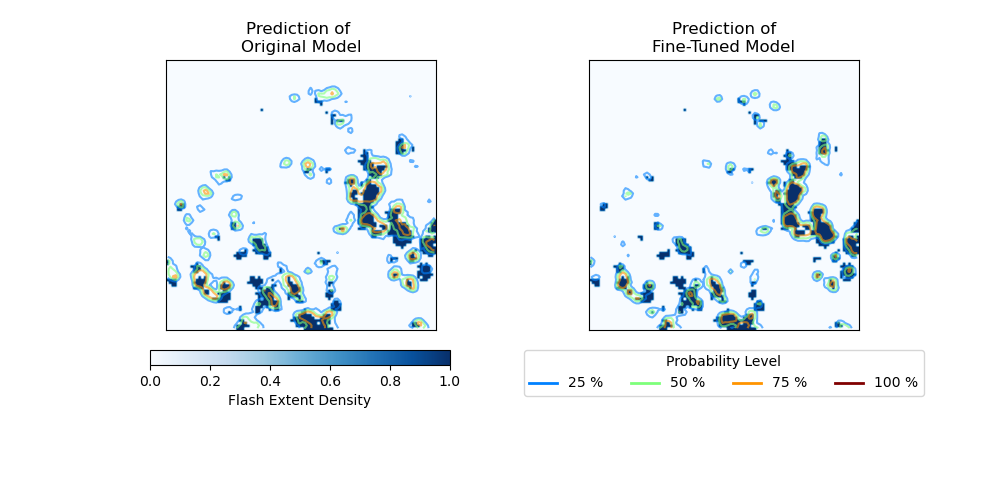 Prediction of
Original Model
Prediction of
Fine-Tuned Model
0.0 0.2 0.4 0.6 0.8 1.0
Flash Extent Density
Probability Level
25 % 50 % 75 % 100 %